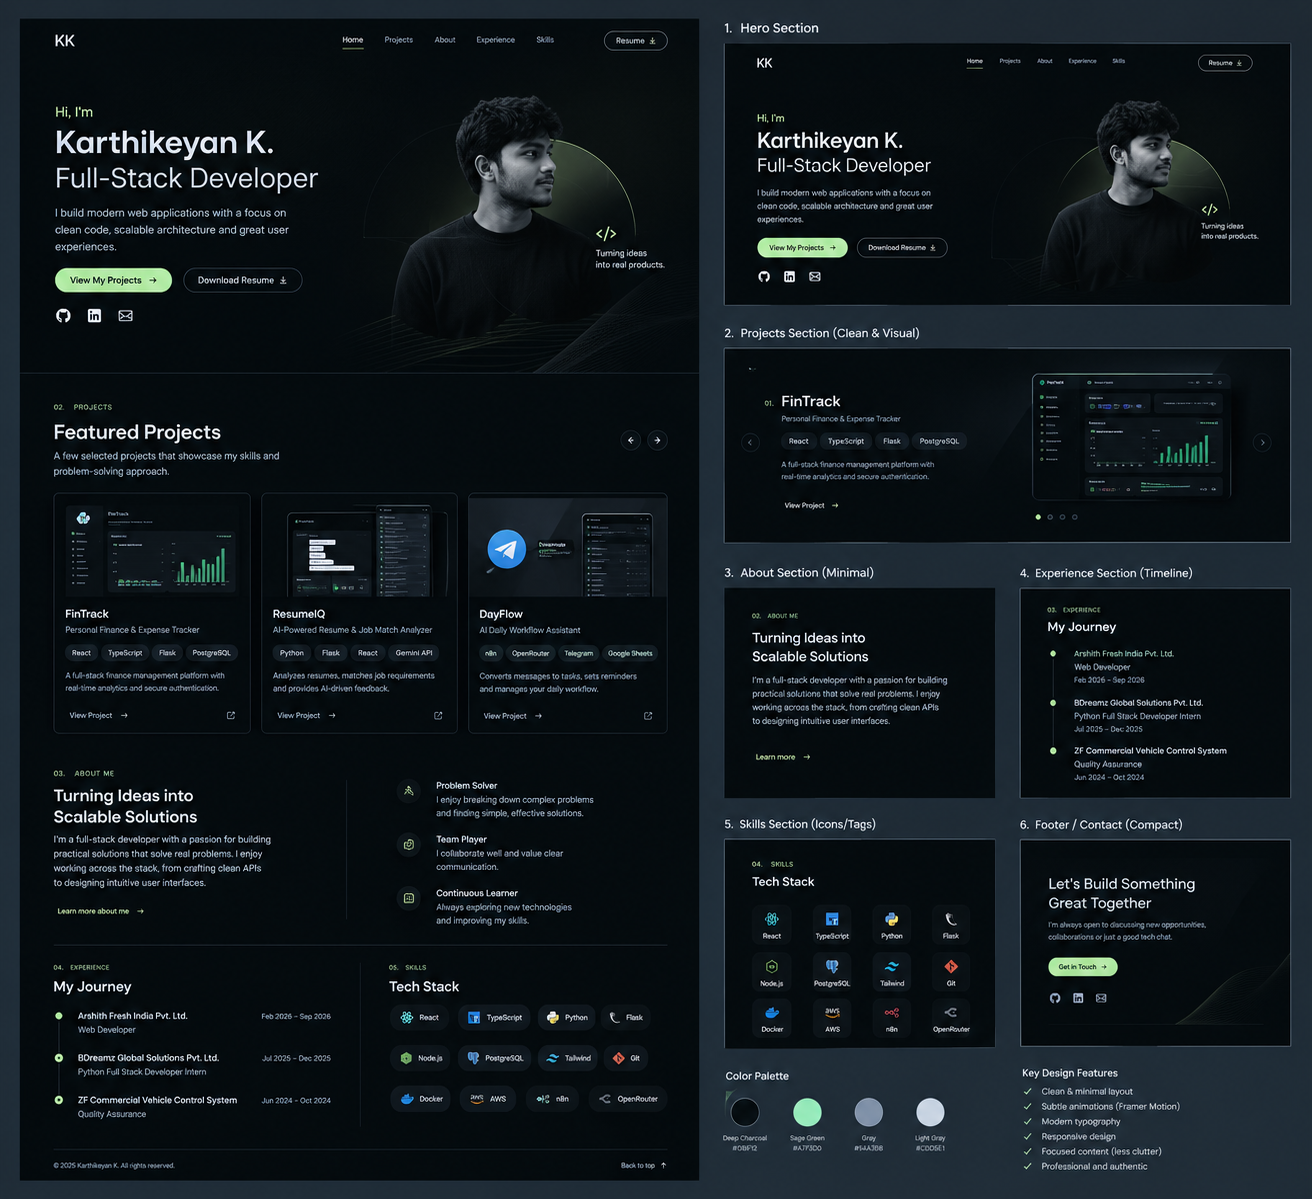 KK
Home Projects About Experience Skills
Resume
Hi, I'm
Karthikeyan K.
Full-Stack Developer
I build modern web applications with a focus on
clean code, scalable architecture and great user
experiences.
View My Projects →
Download Resume
</>
Turning ideas
into real products.
02. PROJECTS
Featured Projects
A few selected projects that showcase my skills and
problem-solving approach.
← →
FinTrack
FinTrack
Personal Finance & Expense Tracker
React TypeScript Flask PostgreSQL
A full-stack finance management platform with
real-time analytics and secure authentication.
View Project →
ResumeIQ
AI-Powered Resume & Job Match Analyzer
Python Flask React Gemini API
Analyzes resumes, matches job requirements
and provides AI-driven feedback.
View Project →
DayFlow
AI Daily Workflow Assistant
n8n OpenRouter Telegram Google Sheets
Converts messages to tasks, sets reminders
and manages your daily workflow.
View Project →
03. ABOUT ME
Turning Ideas into
Scalable Solutions
I'm a full-stack developer with a passion for building
practical solutions that solve real problems. I enjoy
working across the stack, from crafting clean APIs
to designing intuitive user interfaces.
Learn more about me →
Problem Solver
I enjoy breaking down complex problems
and finding simple, effective solutions.
Team Player
I collaborate well and value clear
communication.
Continuous Learner
Always exploring new technologies
and improving my skills.
04. EXPERIENCE
My Journey
Arshith Fresh India Pvt. Ltd. Feb 2026 – Sep 2026
Web Developer
BDreamz Global Solutions Pvt. Ltd. Jul 2025 – Dec 2025
Python Full Stack Developer Intern
ZF Commercial Vehicle Control System Jun 2024 – Oct 2024
Quality Assurance
05. SKILLS
Tech Stack
React TypeScript Python Flask
Node.js PostgreSQL Tailwind Git
Docker aws AWS n8n OpenRouter
© 2025 Karthikeyan K. All rights reserved.
Back to top ↑
1. Hero Section
KK
Home Projects About Experience Skills
Resume
Hi, I'm
Karthikeyan K.
Full-Stack Developer
I build modern web applications with a focus on
clean code, scalable architecture and great user
experiences.
View My Projects →
Download Resume
</>
Turning ideas
into real products.
2. Projects Section (Clean & Visual)
01. FinTrack
Personal Finance & Expense Tracker
React TypeScript Flask PostgreSQL
A full-stack finance management platform with
real-time analytics and secure authentication.
View Project →
3. About Section (Minimal)
02. ABOUT ME
Turning Ideas into
Scalable Solutions
I'm a full-stack developer with a passion for building
practical solutions that solve real problems. I enjoy
working across the stack, from crafting clean APIs
to designing intuitive user interfaces.
Learn more →
4. Experience Section (Timeline)
03. EXPERIENCE
My Journey
Arshith Fresh India Pvt. Ltd.
Web Developer
Feb 2026 – Sep 2026
BDreamz Global Solutions Pvt. Ltd.
Python Full Stack Developer Intern
Jul 2025 – Dec 2025
ZF Commercial Vehicle Control System
Quality Assurance
Jun 2024 – Oct 2024
5. Skills Section (Icons/Tags)
04. SKILLS
Tech Stack
React TypeScript Python Flask
Node.js PostgreSQL Tailwind Git
aws
Docker AWS n8n OpenRouter
6. Footer / Contact (Compact)
Let's Build Something
Great Together
I'm always open to discussing new opportunities,
collaborations or just a good tech chat.
Get in Touch →
Color Palette
Deep Charcoal Sage Green Gray Light Gray
#A7F3D0 #94A3B8
Key Design Features
✓ Clean & minimal layout
✓ Subtle animations (Framer Motion)
✓ Modern typography
✓ Responsive design
✓ Focused content (less clutter)
✓ Professional and authentic